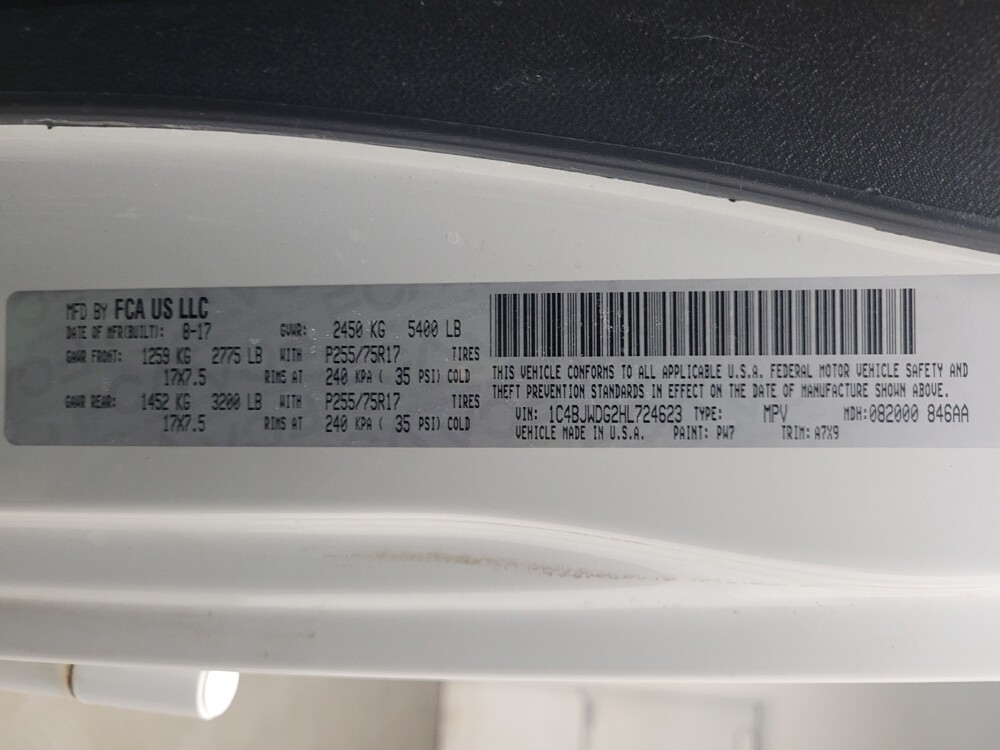 MFD BY FCA US LLC
DATE OF MFR(BUILT): 8-17 GVWR: 2450 KG 5400 LB
GAWR FRONT: 1259 KG 2775 LB WITH P255/75R17 TIRES
17X7.5 RIMS AT 240 KPA ( 35 PSI) COLD
GAWR REAR: 1452 KG 3200 LB WITH P255/75R17 TIRES
17X7.5 RIMS AT 240 KPA ( 35 PSI) COLD
THIS VEHICLE CONFORMS TO ALL APPLICABLE U.S.A. FEDERAL MOTOR VEHICLE SAFETY AND
THEFT PREVENTION STANDARDS IN EFFECT ON THE DATE OF MANUFACTURE SHOWN ABOVE.
VIN: 1C4BJWDG2HL724623 TYPE: MPV MDH: 082000 846AA
VEHICLE MADE IN U.S.A. PAINT: PW7 TRIM: A7X9